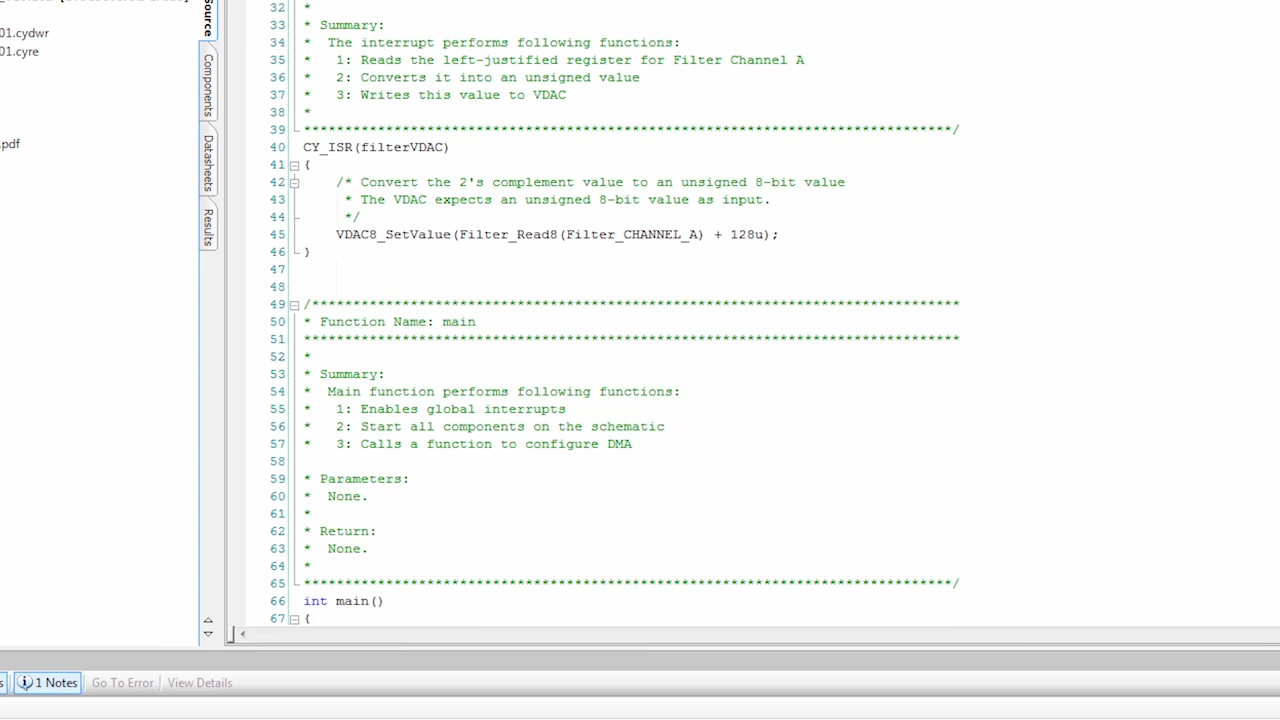 01.cydwr
01.cyre
.pdf
Source
Components
Datasheets
Results
32 *
33 * Summary:
34 *  The interrupt performs following functions:
35 *   1: Reads the left-justified register for Filter Channel A
36 *   2: Converts it into an unsigned value
37 *   3: Writes this value to VDAC
38 *
39 *******************************************************************************/
40 CY_ISR(filterVDAC)
41 {
42     /* Convert the 2's complement value to an unsigned 8-bit value
43      * The VDAC expects an unsigned 8-bit value as input.
44      */
45     VDAC8_SetValue(Filter_Read8(Filter_CHANNEL_A) + 128u);
46 }
47
48
49 /*******************************************************************************
50 * Function Name: main
51 ********************************************************************************
52 *
53 * Summary:
54 *  Main function performs following functions:
55 *   1: Enables global interrupts
56 *   2: Start all components on the schematic
57 *   3: Calls a function to configure DMA
58
59 * Parameters:
60 *  None.
61 *
62 * Return:
63 *  None.
64 *
65 *******************************************************************************/
66 int main()
67 {
1 Notes Go To Error View Details